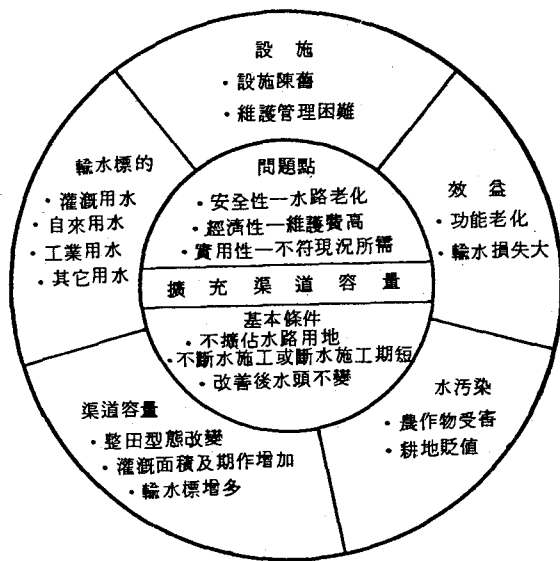 設施
・設施陳舊
・維護管理困難
輸水標的
・灌溉用水
・自來用水
・工業用水
・其它用水
問題點
・安全性—水路老化
・經濟性—維護費高
・實用性—不符現況所需
擴充渠道容量
基本條件
・不擴佔水路用地
・不斷水施工或斷水施工期短
・改善後水頭不變
效益
・功能老化
・輸水損失大
渠道容量
・整田型態改變
・灌溉面積及期作增加
・輸水標增多
水污染
・農作物受害
・耕地貶值